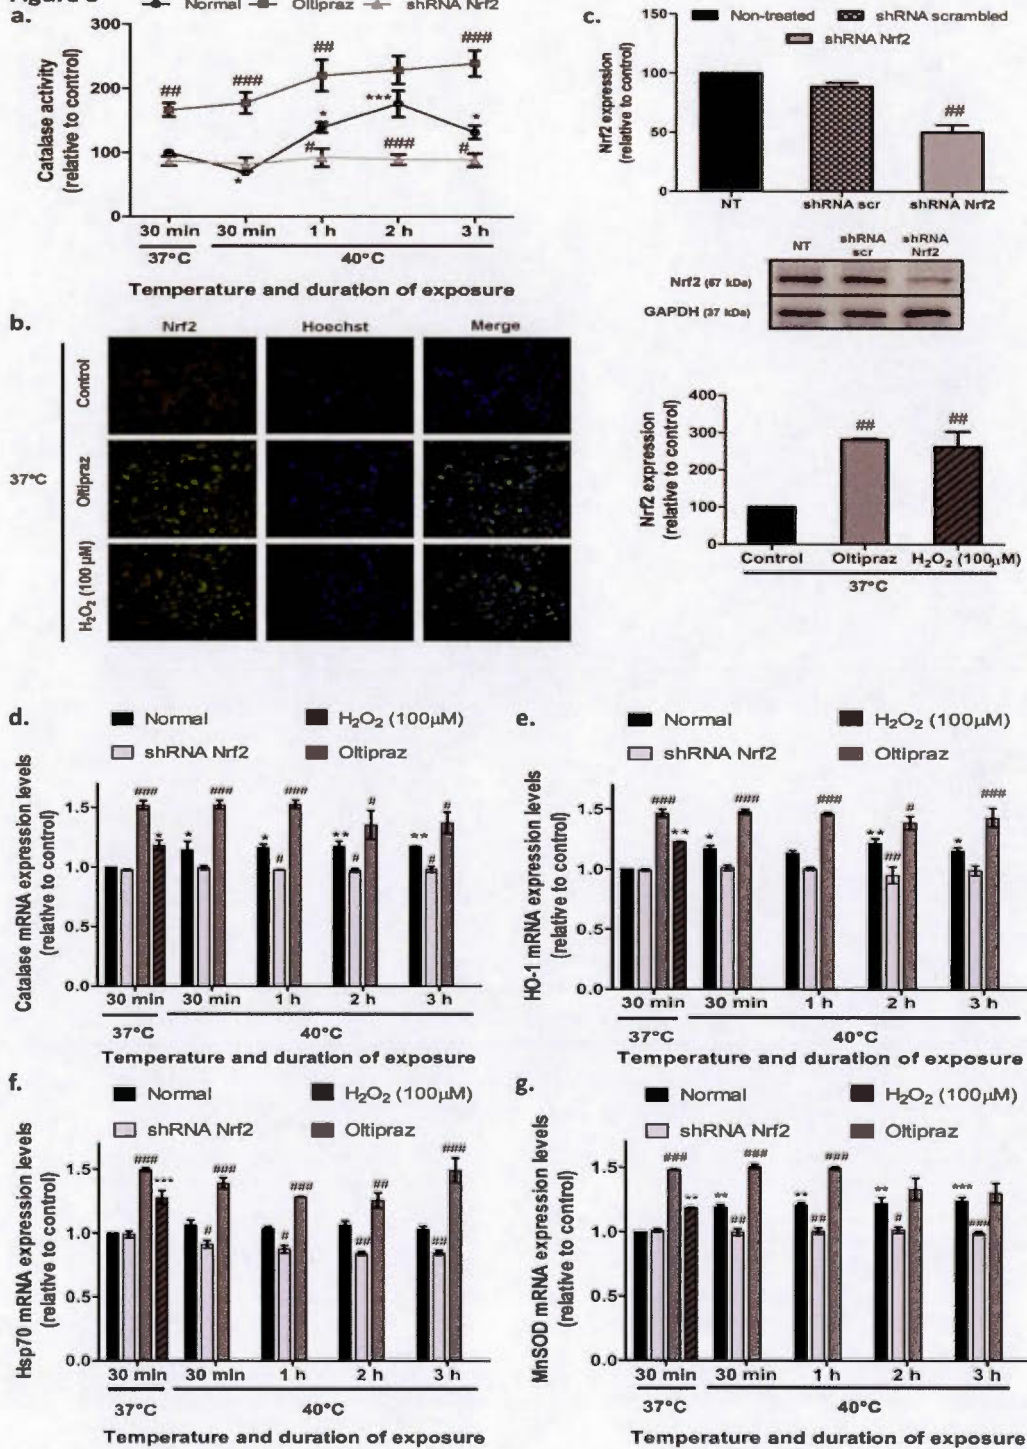 a.
Normal Oltipraz shRNA Nrf2
Catalase activity
(relative to control)
300
200
100
0
## ### ## ###
*** * *
# ### #
*
30 min 30 min 1 h 2 h 3 h
37°C 40°C
Temperature and duration of exposure
b.
Nrf2 Hoechst Merge
37°C
Control
Oltipraz
H₂O₂ (100 µM)
c.
Non-treated shRNA scrambled
shRNA Nrf2
Nrf2 expression
(relative to control)
150
100
50
0
##
NT shRNA scr shRNA Nrf2
NT shRNA scr shRNA Nrf2
Nrf2 (57 kDa)
GAPDH (37 kDa)
Nrf2 expression
(relative to control)
400
300
200
100
0
## ##
Control Oltipraz H₂O₂ (100µM)
37°C
d.
Normal H₂O₂ (100µM)
shRNA Nrf2 Oltipraz
Catalase mRNA expression levels
(relative to control)
1.5
1.0
0.5
0.0
### ### ### # #
* * * ** **
# # #
30 min 30 min 1 h 2 h 3 h
37°C 40°C
Temperature and duration of exposure
e.
Normal H₂O₂ (100µM)
shRNA Nrf2 Oltipraz
HO-1 mRNA expression levels
(relative to control)
1.5
1.0
0.5
0.0
### ### ### # ###
** * ** *
##
30 min 30 min 1 h 2 h 3 h
37°C 40°C
Temperature and duration of exposure
f.
Normal H₂O₂ (100µM)
shRNA Nrf2 Oltipraz
Hsp70 mRNA expression levels
(relative to control)
1.5
1.0
0.5
0.0
### ### ### ## ###
***
# # ## ##
30 min 30 min 1 h 2 h 3 h
37°C 40°C
Temperature and duration of exposure
g.
Normal H₂O₂ (100µM)
shRNA Nrf2 Oltipraz
MnSOD mRNA expression levels
(relative to control)
1.5
1.0
0.5
0.0
### ### ###
** ** ** ** ***
## ## # ###
30 min 30 min 1 h 2 h 3 h
37°C 40°C
Temperature and duration of exposure